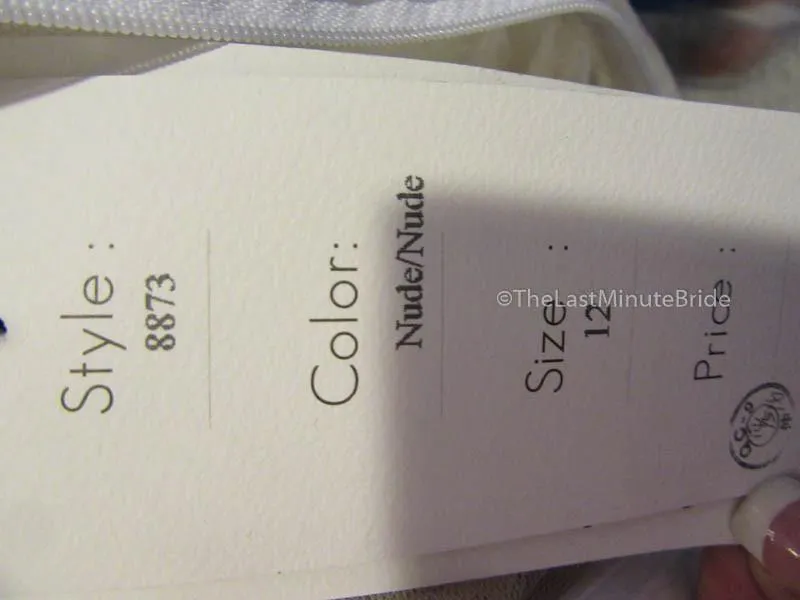 Style :
8873
Color:
Nude/Nude
Size :
12
Price :
©TheLastMinuteBride